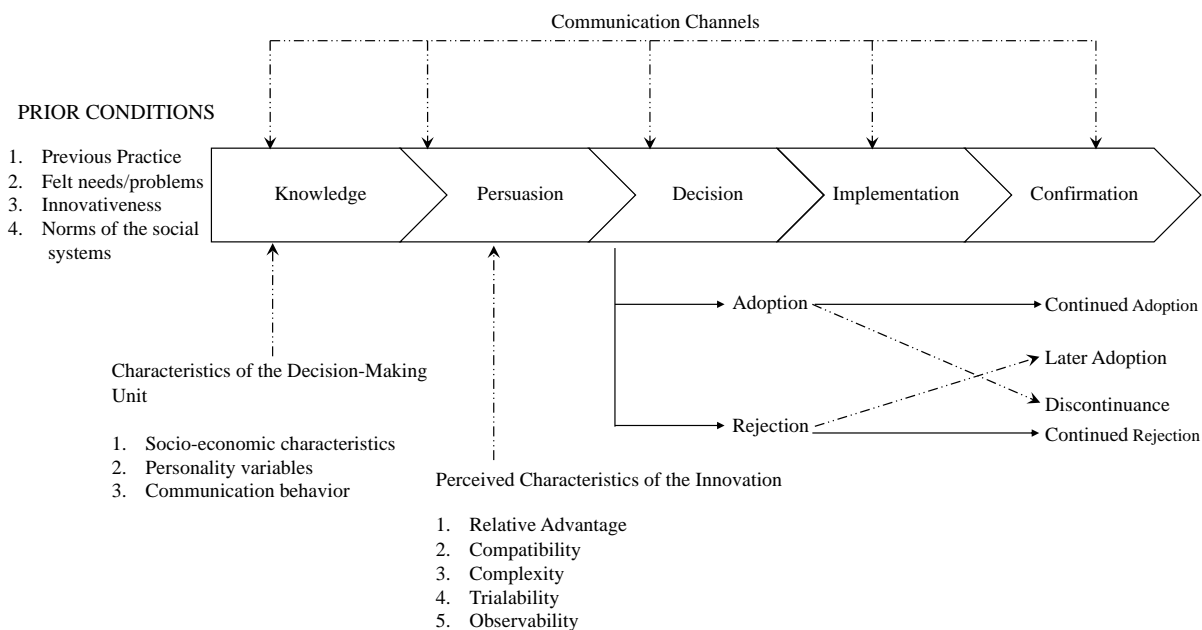 Communication Channels
PRIOR CONDITIONS
1. Previous Practice
2. Felt needs/problems
3. Innovativeness
4. Norms of the social
systems
Knowledge
Persuasion
Decision
Implementation
Confirmation
Adoption
Continued Adoption
Later Adoption
Discontinuance
Rejection
Continued Rejection
Characteristics of the Decision-Making
Unit
1. Socio-economic characteristics
2. Personality variables
3. Communication behavior
Perceived Characteristics of the Innovation
1. Relative Advantage
2. Compatibility
3. Complexity
4. Trialability
5. Observability